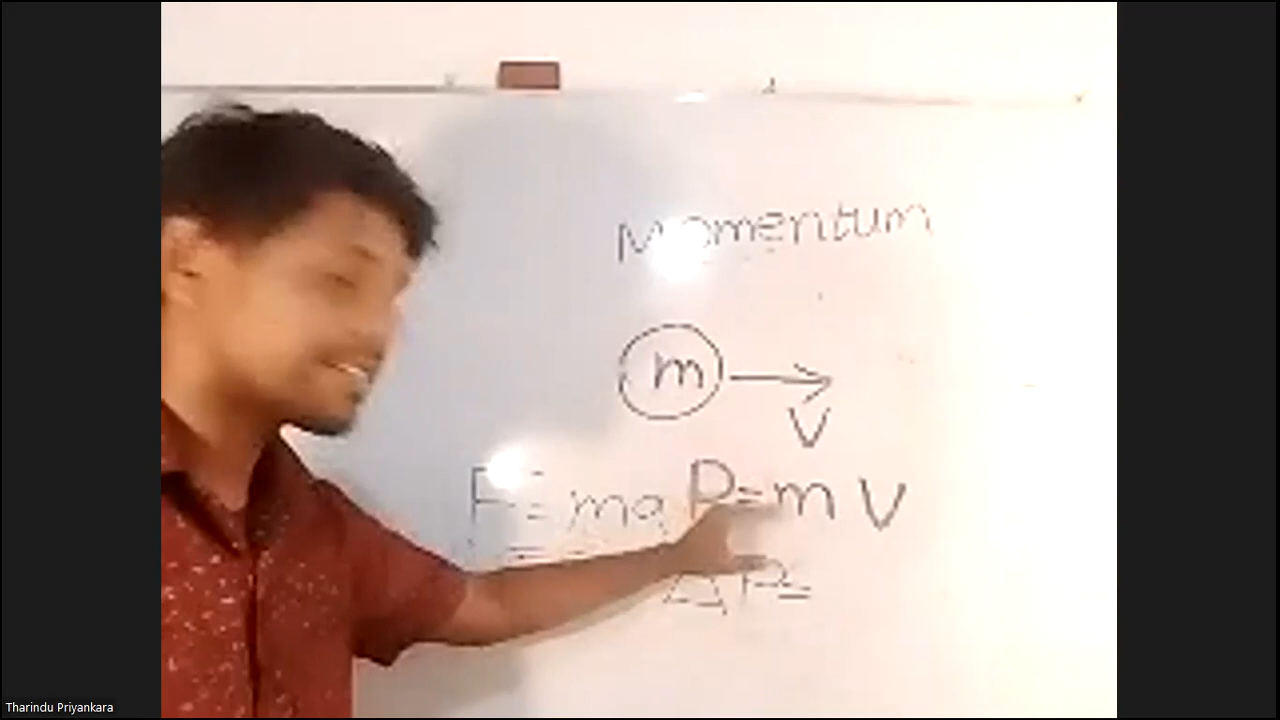 Momentum
m
V
F=ma P=mV
ΔP=
Tharindu Priyankara